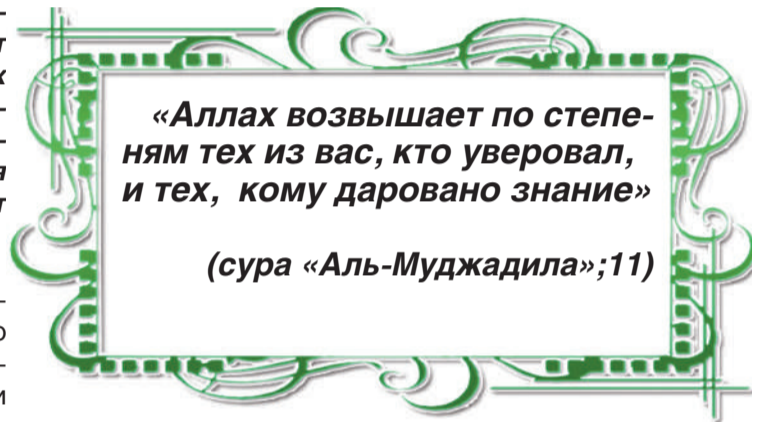 «Аллах возвышает по степе-
ням тех из вас, кто уверовал,
и тех, кому даровано знание»
(сура «Аль-Муджадила»;11)